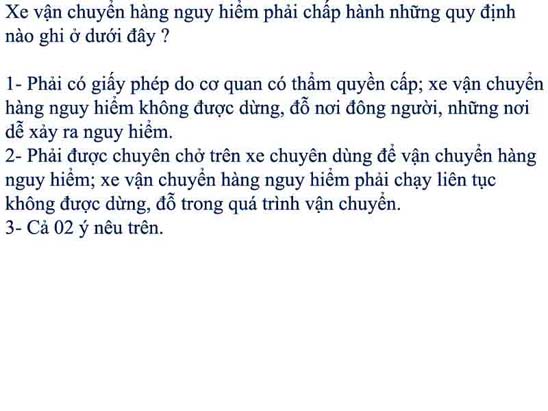 Xe vận chuyển hàng nguy hiểm phải chấp hành những quy định
nào ghi ở dưới đây ?
1- Phải có giấy phép do cơ quan có thẩm quyền cấp; xe vận chuyển
hàng nguy hiểm không được dừng, đỗ nơi đông người, những nơi
dễ xảy ra nguy hiểm.
2- Phải được chuyên chở trên xe chuyên dùng để vận chuyển hàng
nguy hiểm; xe vận chuyển hàng nguy hiểm phải chạy liên tục
không được dừng, đỗ trong quá trình vận chuyển.
3- Cả 02 ý nêu trên.